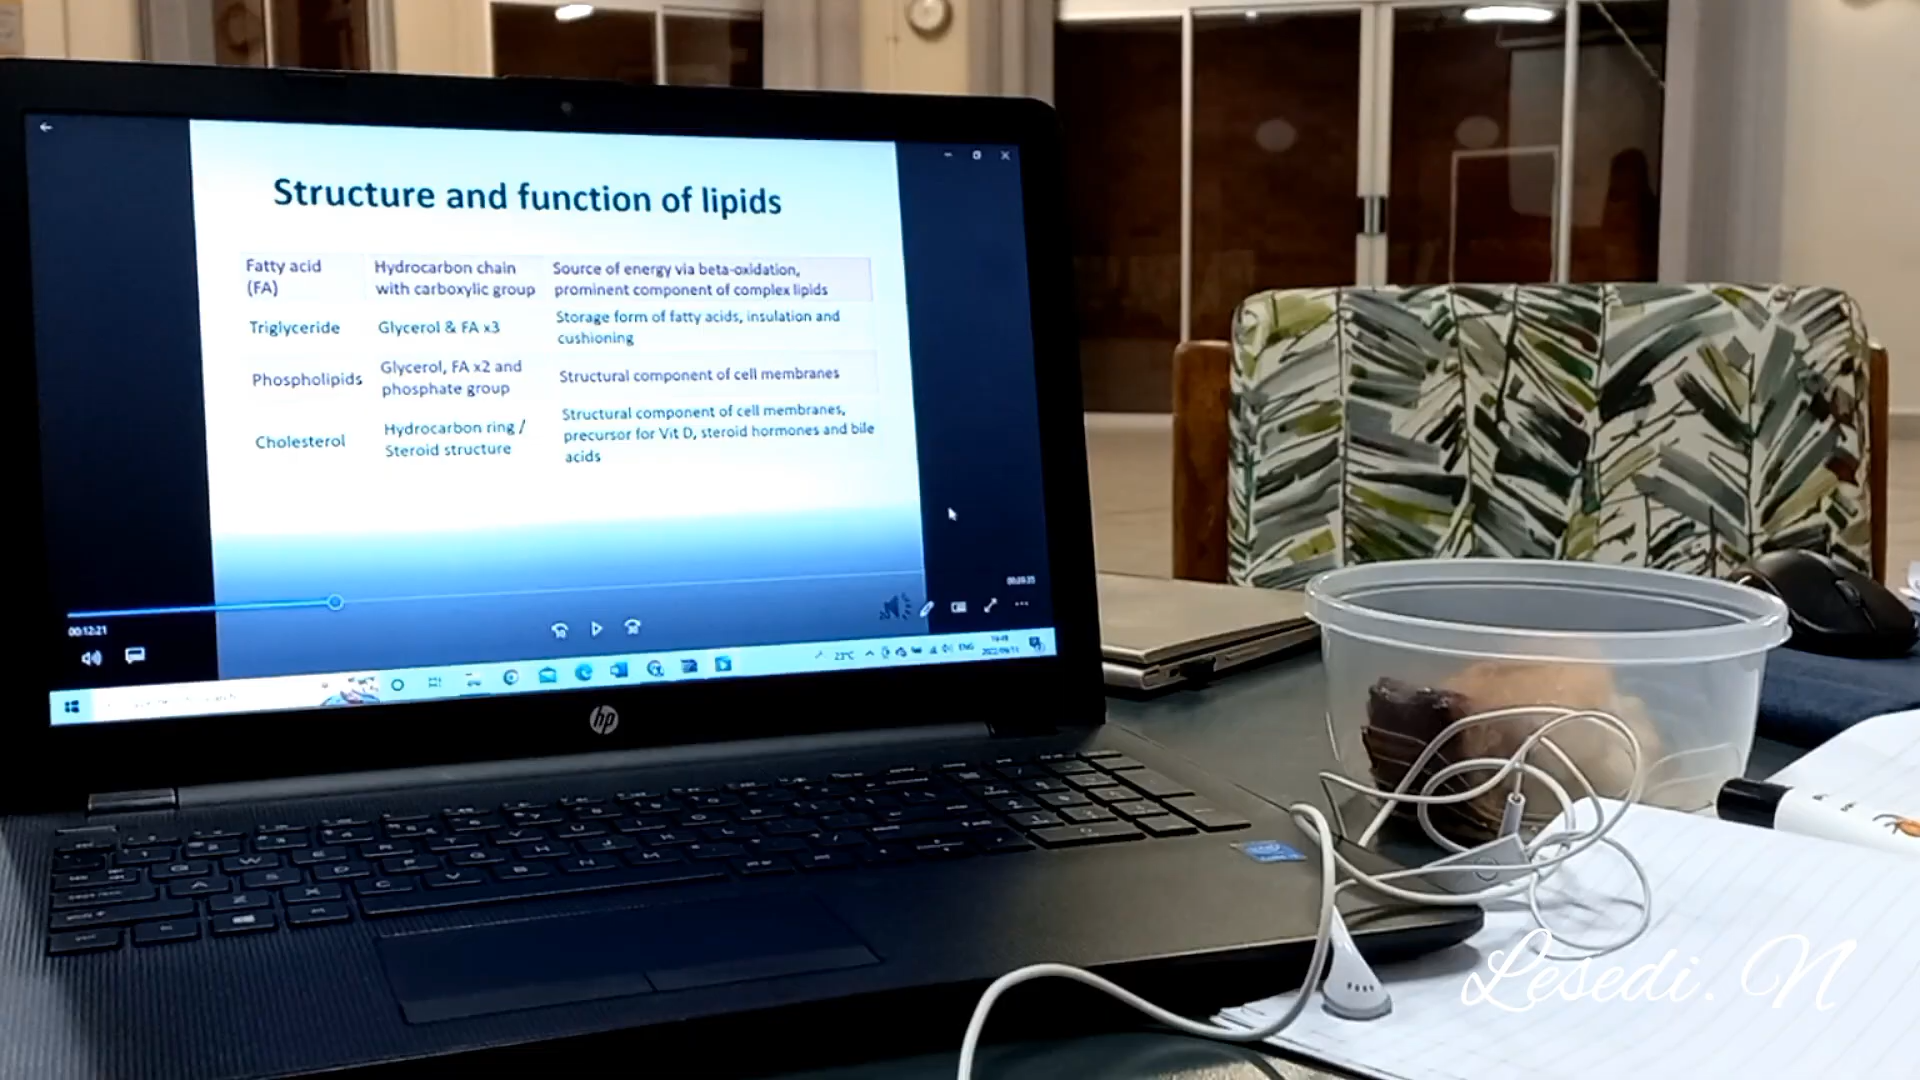 Structure and function of lipids
Fatty acid
(FA)
Hydrocarbon chain
with carboxylic group
Source of energy via beta-oxidation,
prominent component of complex lipids
Triglyceride
Glycerol & FA x3
Storage form of fatty acids, insulation and
cushioning
Phospholipids
Glycerol, FA x2 and
phosphate group
Structural component of cell membranes
Cholesterol
Hydrocarbon ring /
Steroid structure
Structural component of cell membranes,
precursor for Vit D, steroid hormones and bile
acids
00:12:21
23°C
ENG
hp
Lesedi. N